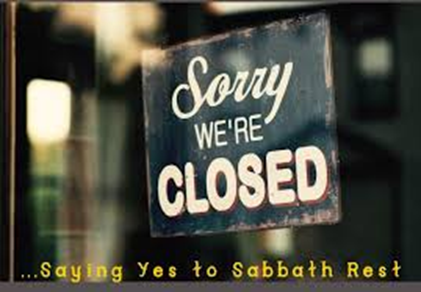 Sorry
WE'RE
CLOSED
...Saying Yes to Sabbath Rest